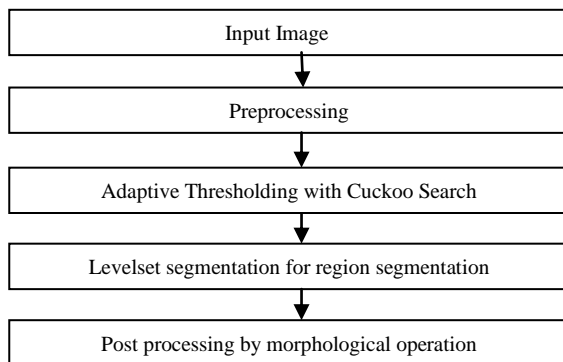 Input Image
Preprocessing
Adaptive Thresholding with Cuckoo Search
Levelset segmentation for region segmentation
Post processing by morphological operation